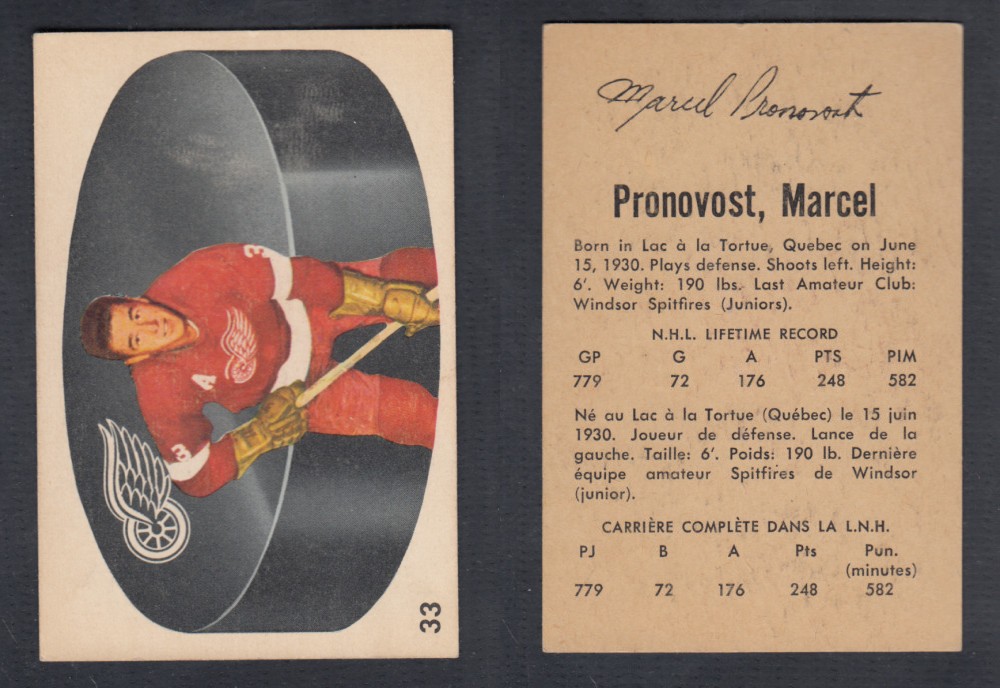 3
A
3
33
Marcel Pronovost
Pronovost, Marcel
Born in Lac à la Tortue, Quebec on June
15, 1930. Plays defense. Shoots left. Height:
6'. Weight: 190 lbs. Last Amateur Club:
Windsor Spitfires (Juniors).
N.H.L. LIFETIME RECORD
GP G A PTS PIM
779 72 176 248 582
Né au Lac à la Tortue (Québec) le 15 juin
1930. Joueur de défense. Lance de la
gauche. Taille: 6'. Poids: 190 lb. Dernière
équipe amateur Spitfires de Windsor
(junior).
CARRIÈRE COMPLÈTE DANS LA L.N.H.
PJ B A Pts Pun.
(minutes)
779 72 176 248 582